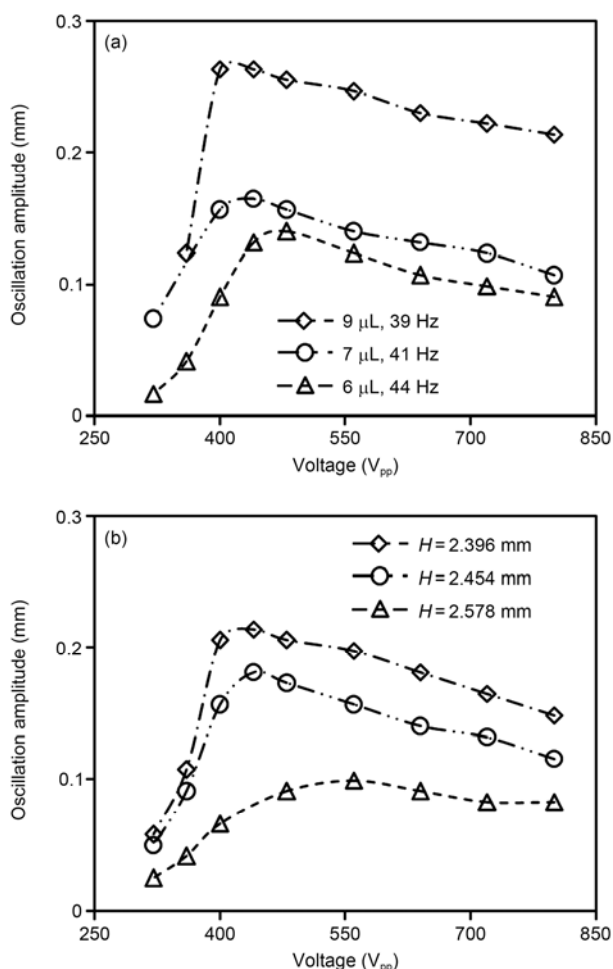 0.3
(a)
0.2
0.1
0
Oscillation amplitude (mm)
9 μL, 39 Hz
7 μL, 41 Hz
6 μL, 44 Hz
250 400 550 700 850
Voltage (Vpp)
0.3
(b)
H = 2.396 mm
H = 2.454 mm
H = 2.578 mm
0.2
0.1
0
Oscillation amplitude (mm)
250 400 550 700 850
Voltage (Vpp)